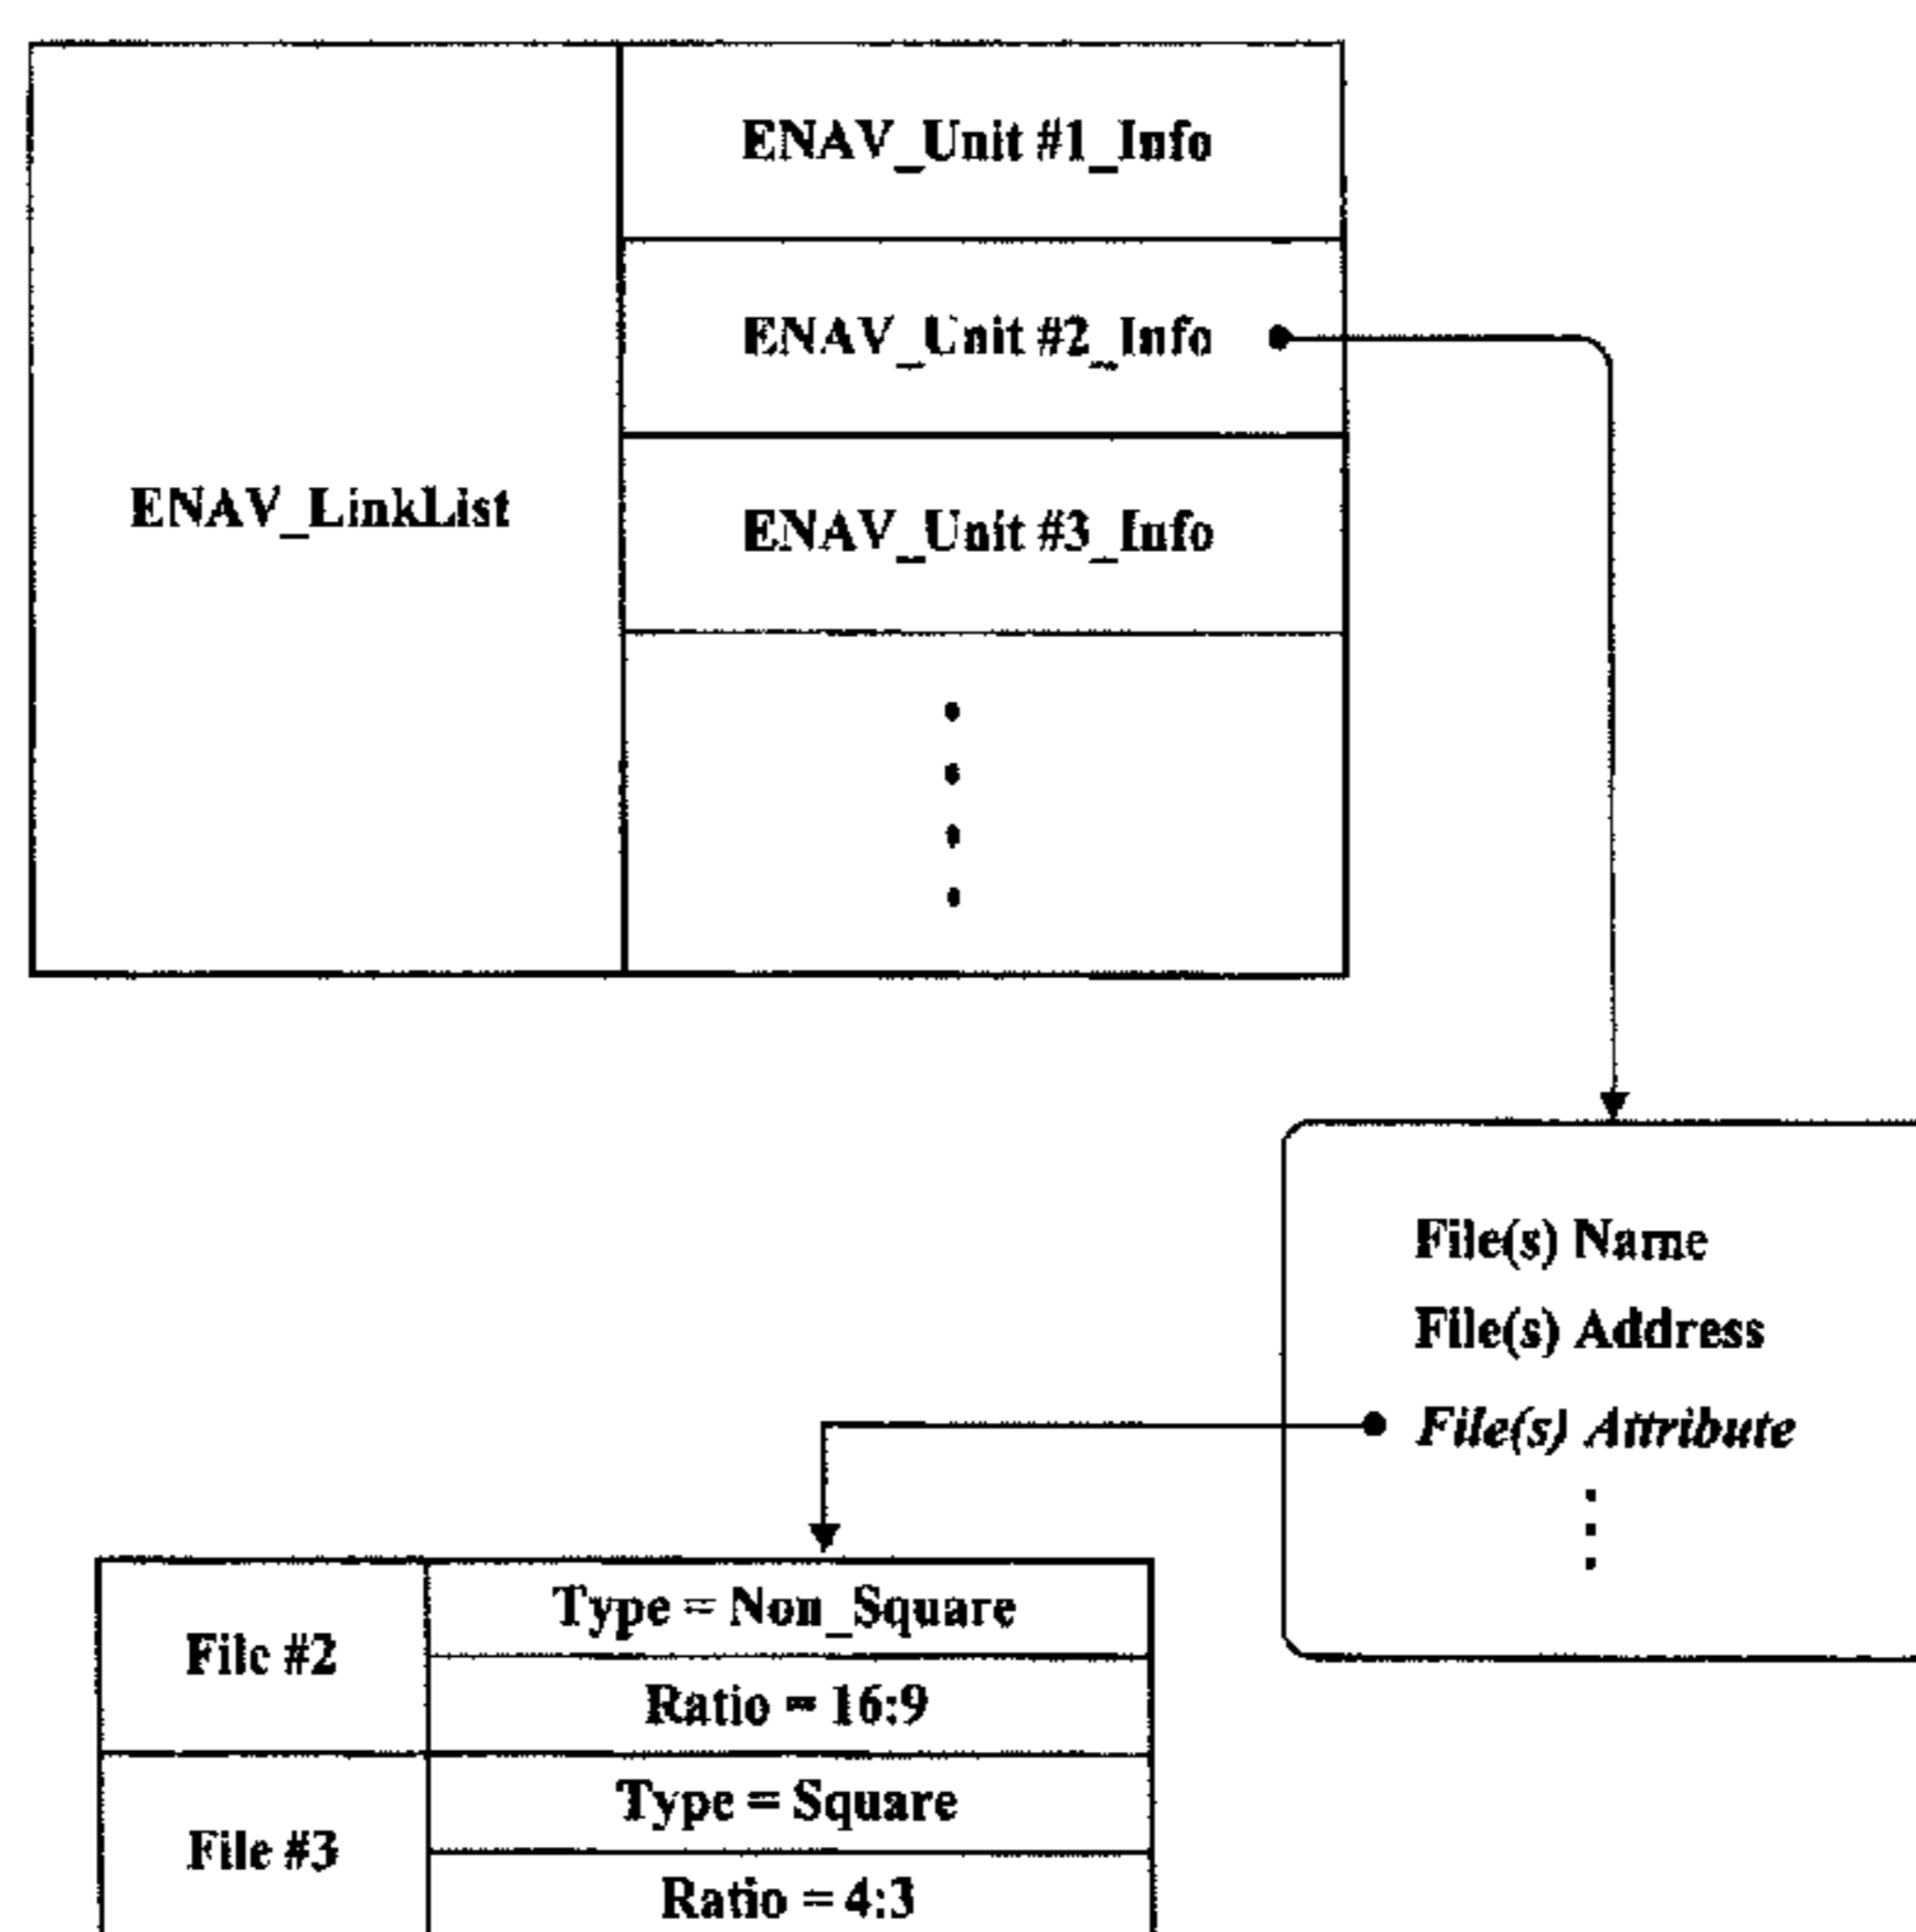 ENAV_Unit #1_Info
ENAV_Unit #2_Info
ENAV_LinkList
ENAV_Unit #3_Info
File(s) Name
File(s) Address
File(s) Attribute
File #2
Type = Non_Square
Ratio = 16:9
File #3
Type = Square
Ratio = 4:3